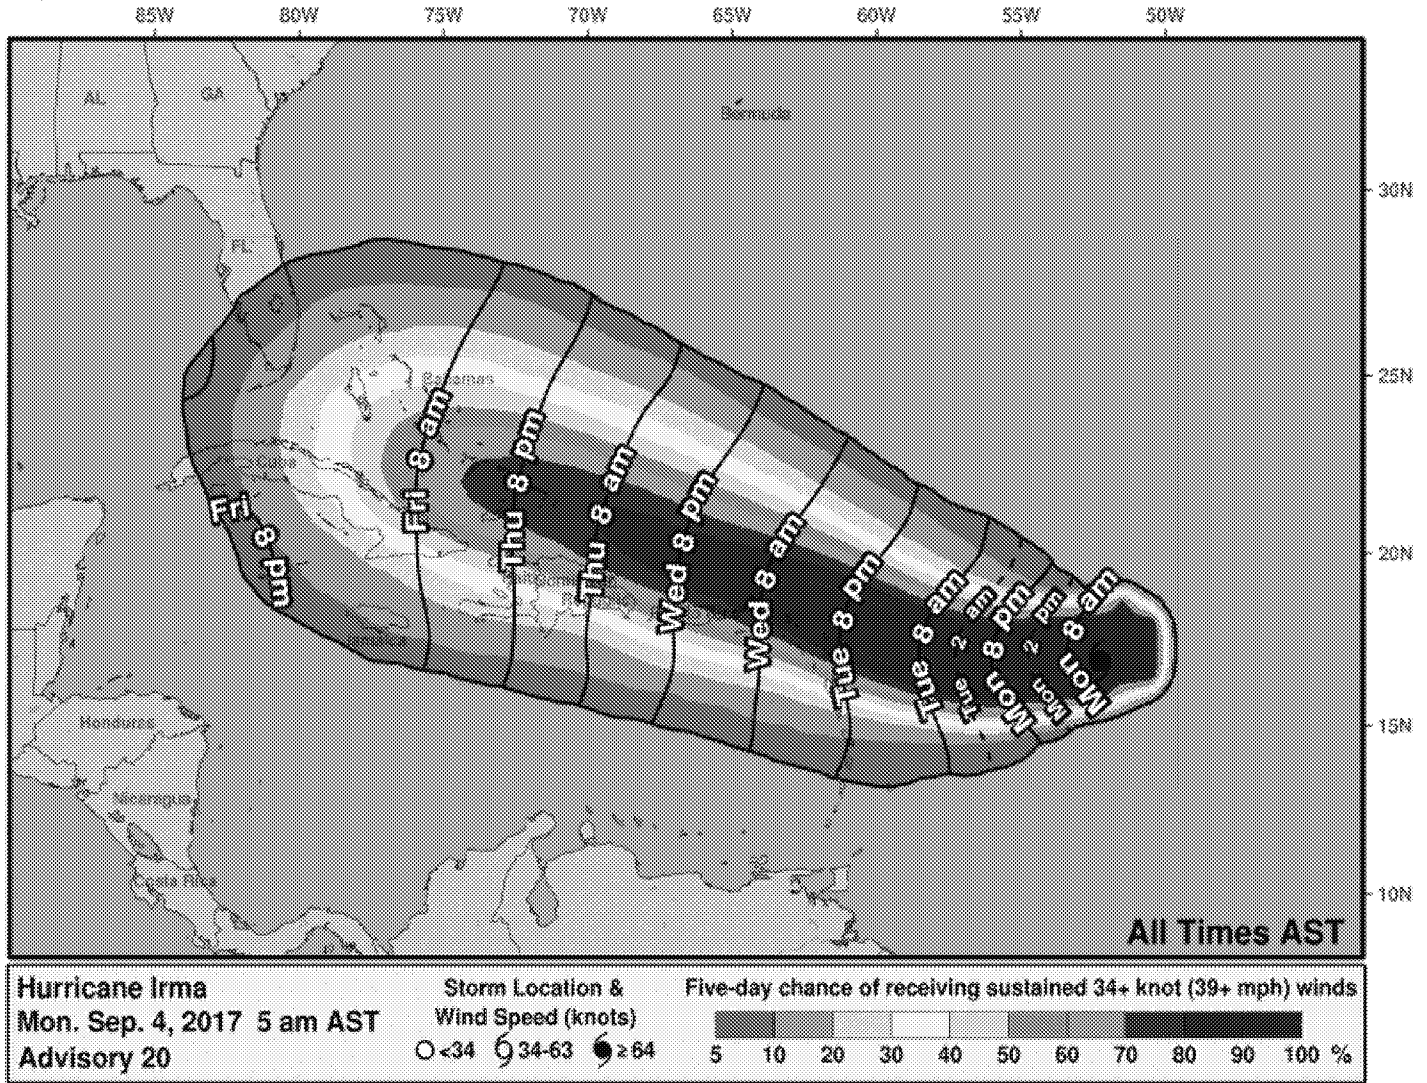 85W 80W 75W 70W 65W 60W 55W 50W
AL
GA
Bermuda
30N
FL
25N
Bahamas
Cuba
20N
Fri 8 pm
Fri 8 am
Thu 8 pm
Thu 8 am
Wed 8 pm
Wed 8 am
Tue 8 pm
Tue 8 am
Tue 2 am
Mon 8 pm
Mon 2 pm
Mon 8 am
Jamaica
15N
Honduras
Nicaragua
Costa Rica
10N
All Times AST
Hurricane Irma
Mon. Sep. 4, 2017 5 am AST
Advisory 20
Storm Location &
Wind Speed (knots)
<34 34-63 ≥ 64
Five-day chance of receiving sustained 34+ knot (39+ mph) winds
5 10 20 30 40 50 60 70 80 90 100 %